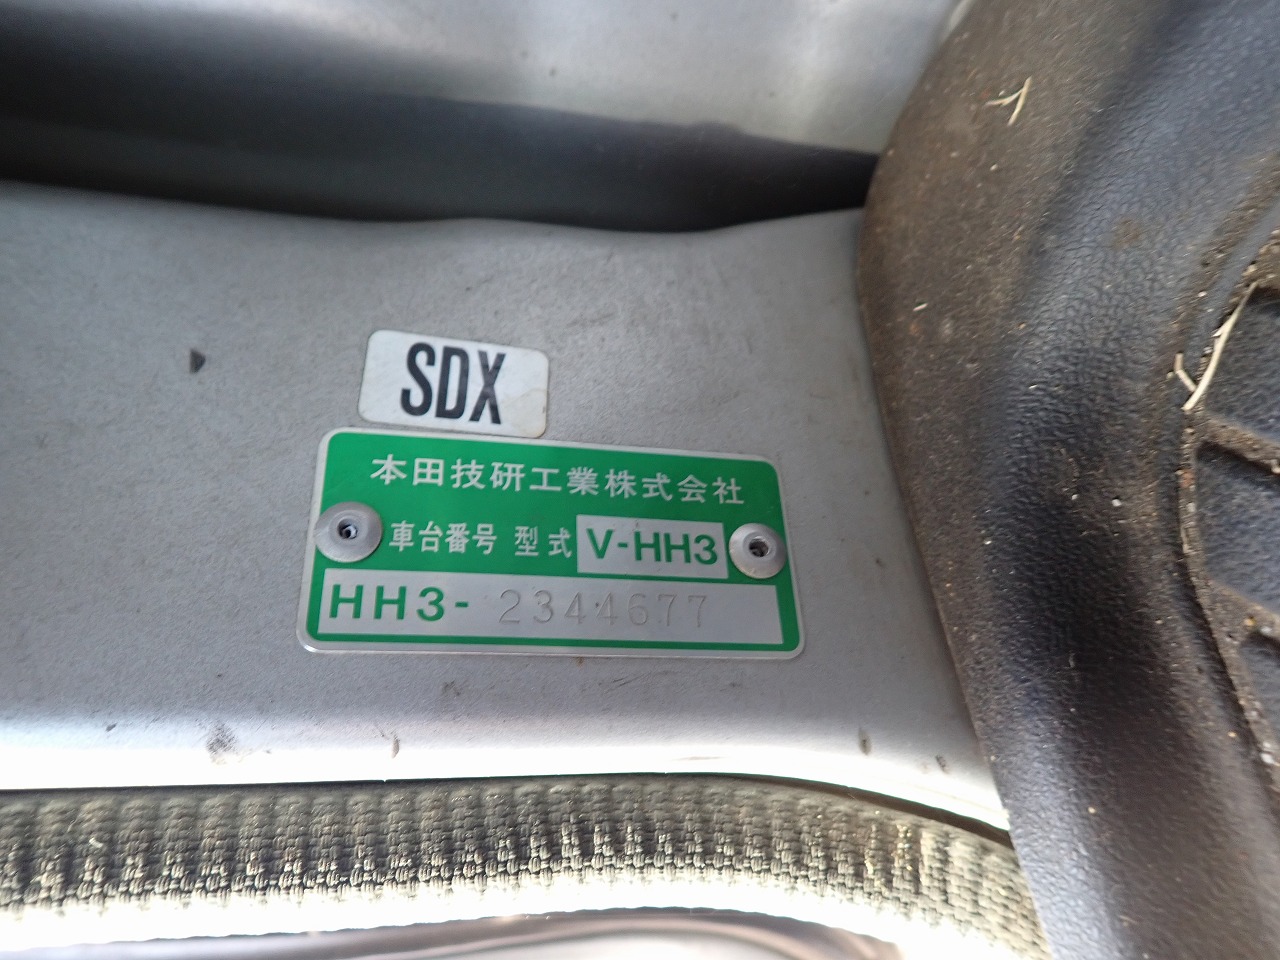 SDX
本田技研工業株式会社
車台番号 型式 V-HH3
HH3- 2344677